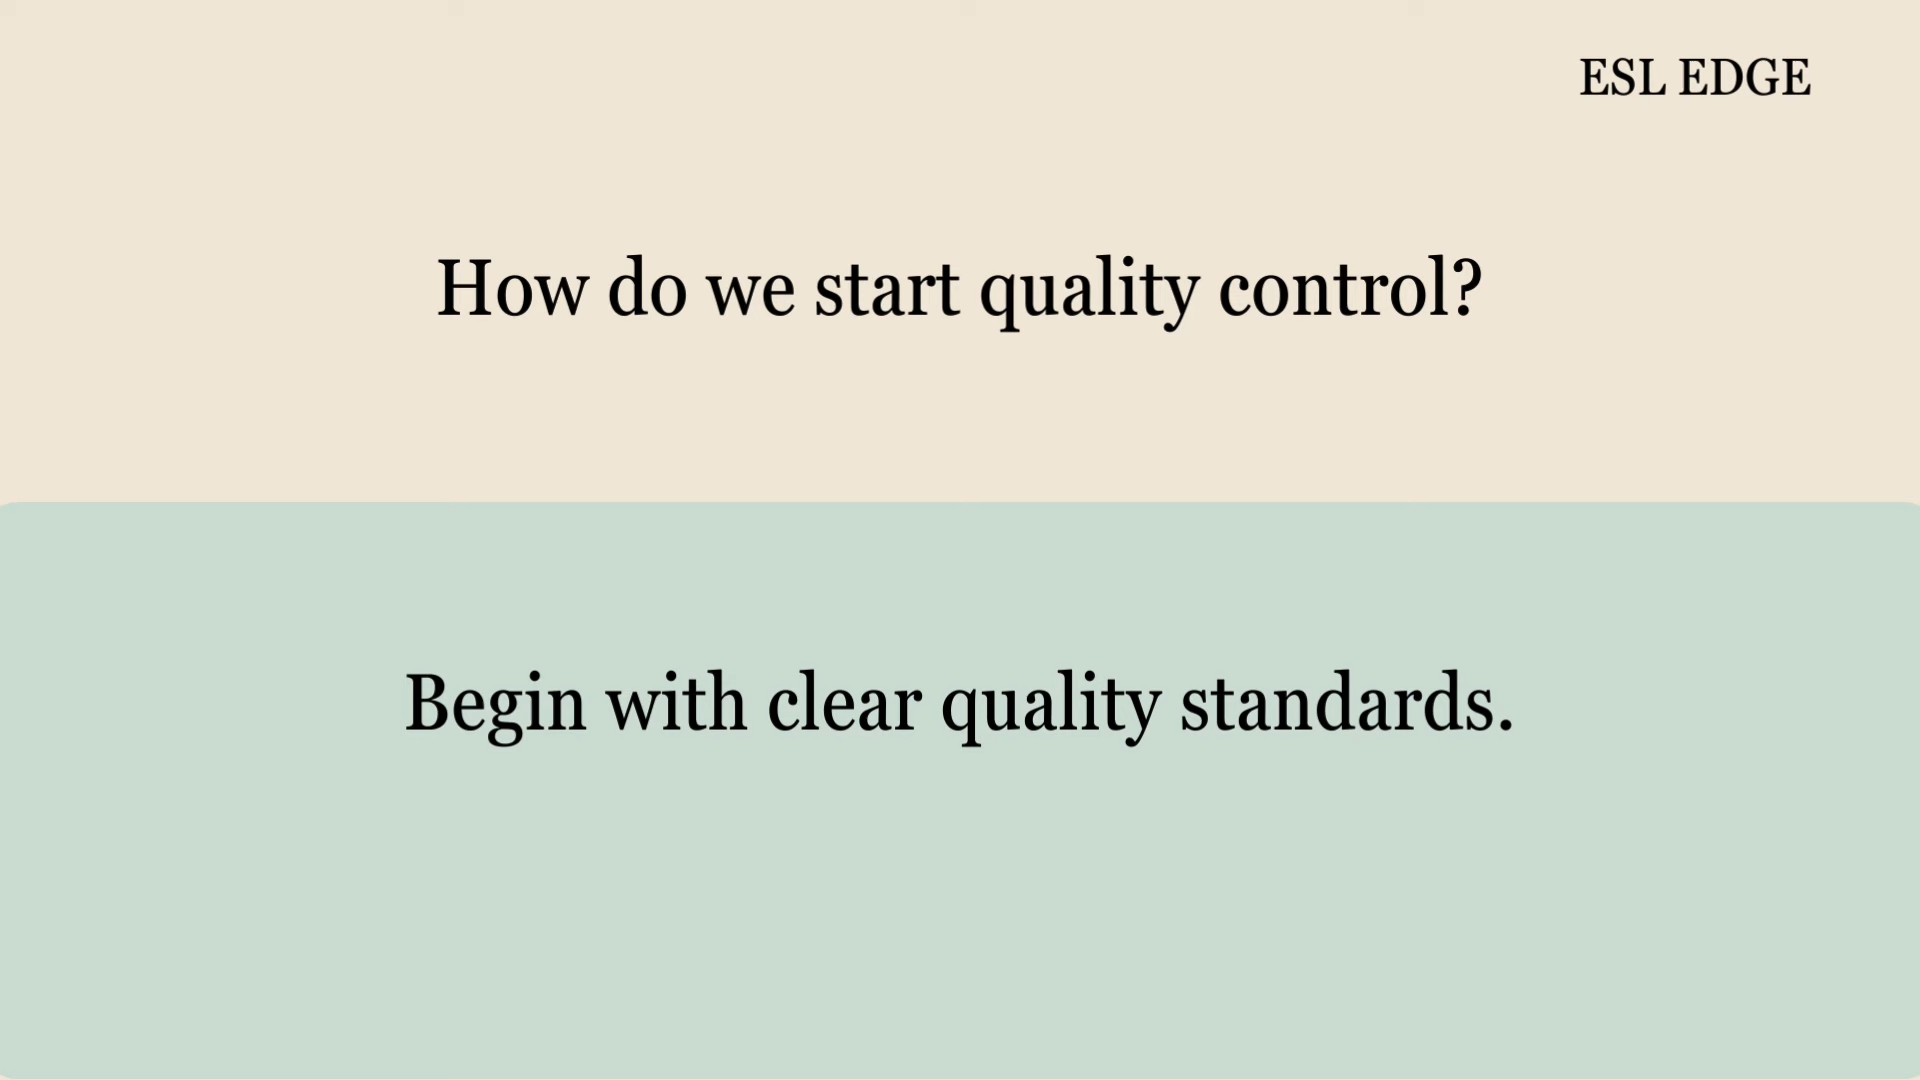 ESL EDGE
How do we start quality control?
Begin with clear quality standards.